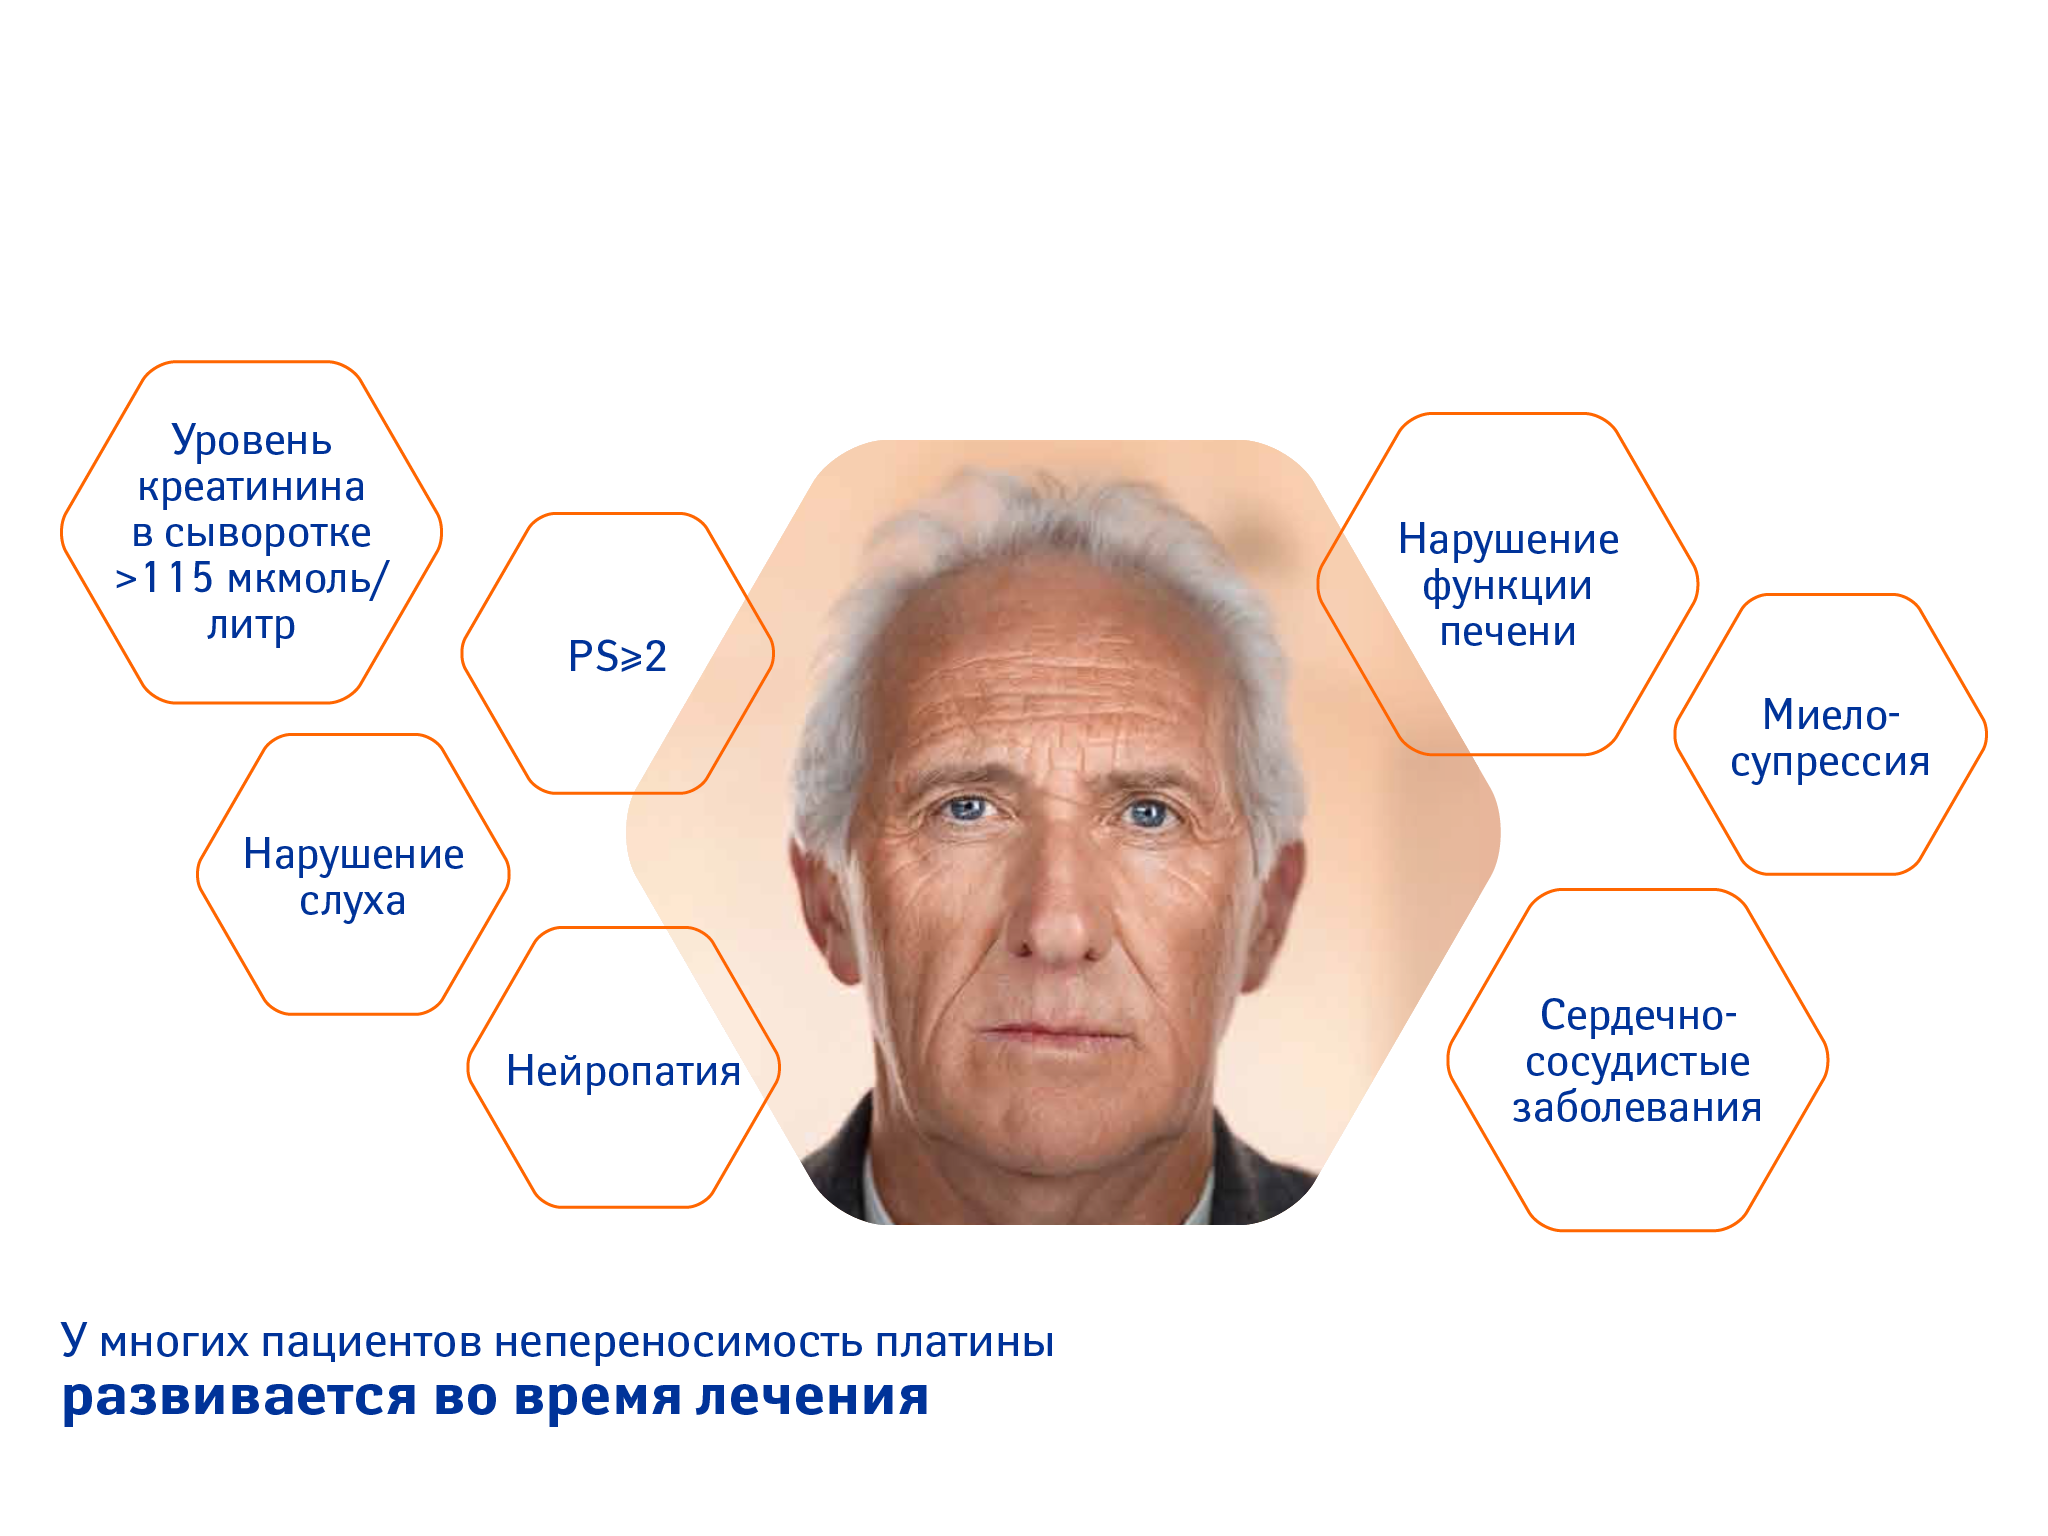 Уровень
креатинина
в сыворотке
>115 мкмоль/
литр
PS⩾2
Нарушение
слуха
Нейропатия
Нарушение
функции
печени
Миело-
супрессия
Сердечно-
сосудистые
заболевания
У многих пациентов непереносимость платины
развивается во время лечения